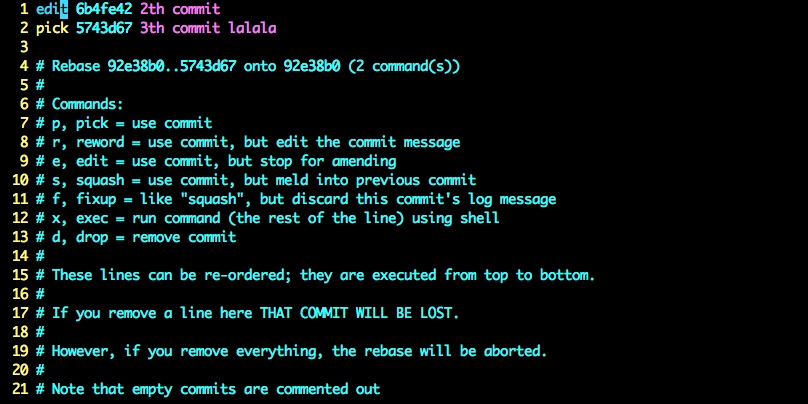 1 edit 6b4fe42 2th commit
2 pick 5743d67 3th commit lalala
3
4 # Rebase 92e38b0..5743d67 onto 92e38b0 (2 command(s))
5 #
6 # Commands:
7 # p, pick = use commit
8 # r, reword = use commit, but edit the commit message
9 # e, edit = use commit, but stop for amending
10 # s, squash = use commit, but meld into previous commit
11 # f, fixup = like "squash", but discard this commit's log message
12 # x, exec = run command (the rest of the line) using shell
13 # d, drop = remove commit
14 #
15 # These lines can be re-ordered; they are executed from top to bottom.
16 #
17 # If you remove a line here THAT COMMIT WILL BE LOST.
18 #
19 # However, if you remove everything, the rebase will be aborted.
20 #
21 # Note that empty commits are commented out